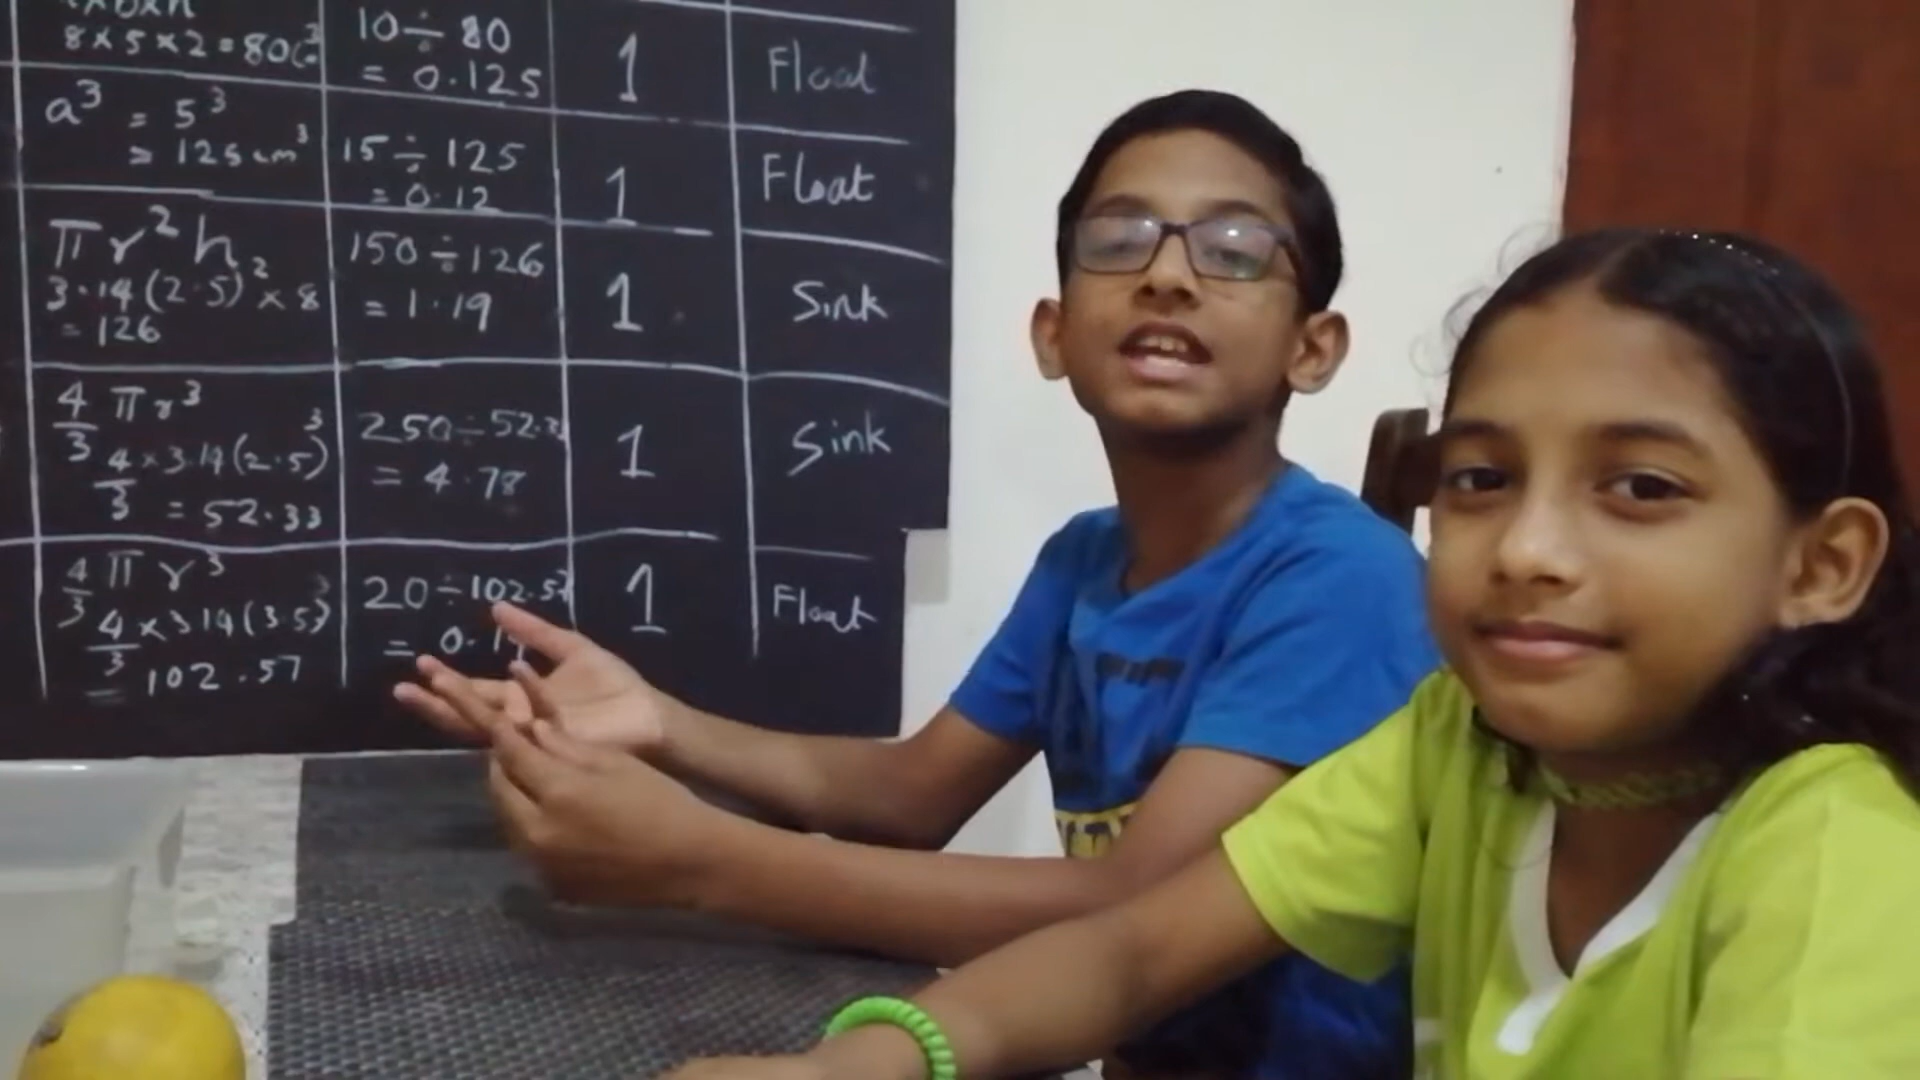 8 × 5 × 2 = 80
10 ÷ 80
= 0.125
1
Float
a³ = 5³
= 125 cm³
15 ÷ 125
= 0.12
1
Float
πr²h
3.14(2.5)² × 8
= 126
150 ÷ 126
= 1.19
1
Sink
4/3 πr³
4/3 × 3.14(2.5)³
= 52.33
250 ÷ 52.3
= 4.78
1
Sink
4/3 πr³
4/3 × 3.14(3.5)³
= 102.57
20 ÷ 102.57
= 0.19
1
Float